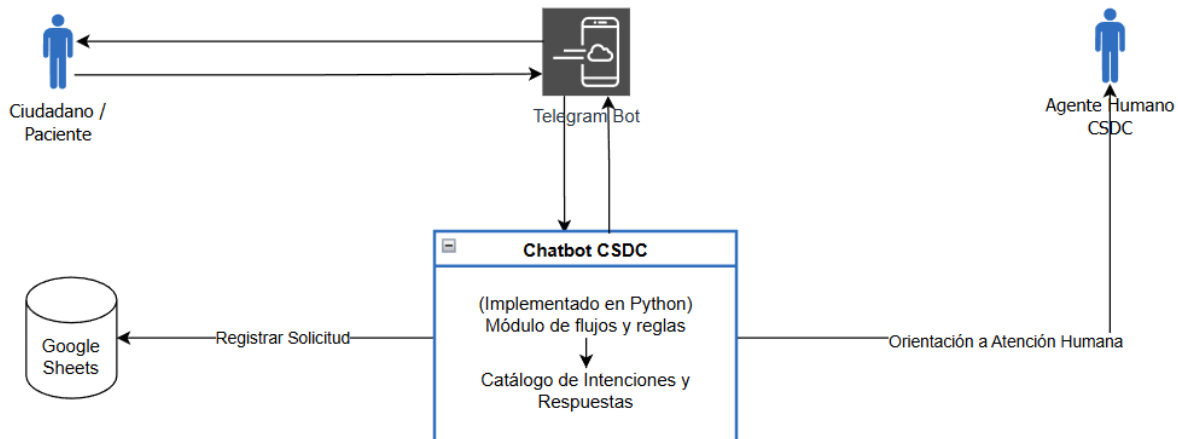 Ciudadano /
Paciente
Telegram Bot
Agente Humano
CSDC
Chatbot CSDC
(Implementado en Python)
Módulo de flujos y reglas
Catálogo de Intenciones y
Respuestas
Google
Sheets
Registrar Solicitud
Orientación a Atención Humana